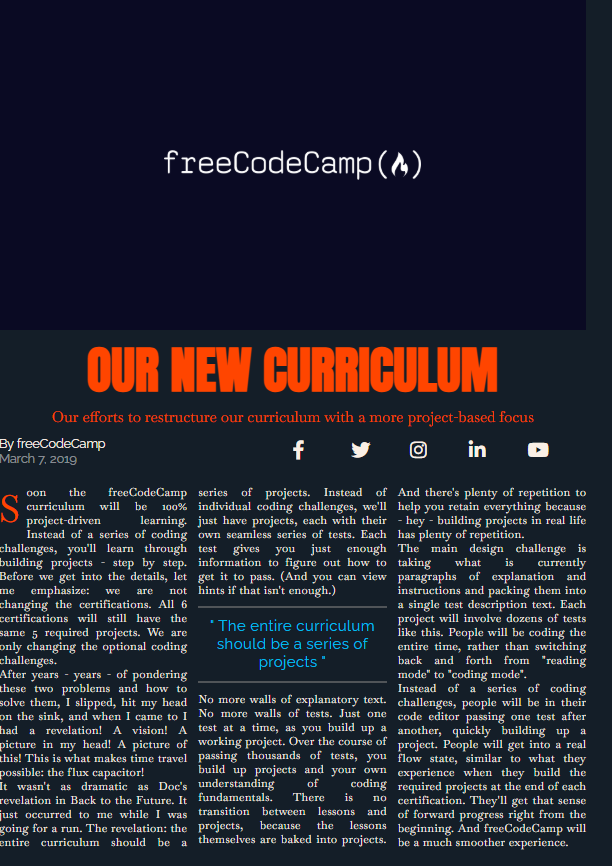 freeCodeCamp(🔥)
OUR NEW CURRICULUM
Our efforts to restructure our curriculum with a more project-based focus
By freeCodeCamp
March 7, 2019
Soon the freeCodeCamp
curriculum will be 100%
project-driven learning.
Instead of a series of coding
challenges, you'll learn through
building projects - step by step.
Before we get into the details, let
me emphasize: we are not
changing the certifications. All 6
certifications will still have the
same 5 required projects. We are
only changing the optional coding
challenges.
After years - years - of pondering
these two problems and how to
solve them, I slipped, hit my head
on the sink, and when I came to I
had a revelation! A vision! A
picture in my head! A picture of
this! This is what makes time travel
possible: the flux capacitor!
It wasn't as dramatic as Doc's
revelation in Back to the Future. It
just occurred to me while I was
going for a run. The revelation: the
entire curriculum should be a
series of projects. Instead of
individual coding challenges, we'll
just have projects, each with their
own seamless series of tests. Each
test gives you just enough
information to figure out how to
get it to pass. (And you can view
hints if that isn't enough.)
" The entire curriculum
should be a series of
projects "
No more walls of explanatory text.
No more walls of tests. Just one
test at a time, as you build up a
working project. Over the course of
passing thousands of tests, you
build up projects and your own
understanding of coding
fundamentals. There is no
transition between lessons and
projects, because the lessons
themselves are baked into projects.
And there's plenty of repetition to
help you retain everything because
- hey - building projects in real life
has plenty of repetition.
The main design challenge is
taking what is currently
paragraphs of explanation and
instructions and packing them into
a single test description text. Each
project will involve dozens of tests
like this. People will be coding the
entire time, rather than switching
back and forth from "reading
mode" to "coding mode".
Instead of a series of coding
challenges, people will be in their
code editor passing one test after
another, quickly building up a
project. People will get into a real
flow state, similar to what they
experience when they build the
required projects at the end of each
certification. They'll get that sense
of forward progress right from the
beginning. And freeCodeCamp will
be a much smoother experience.